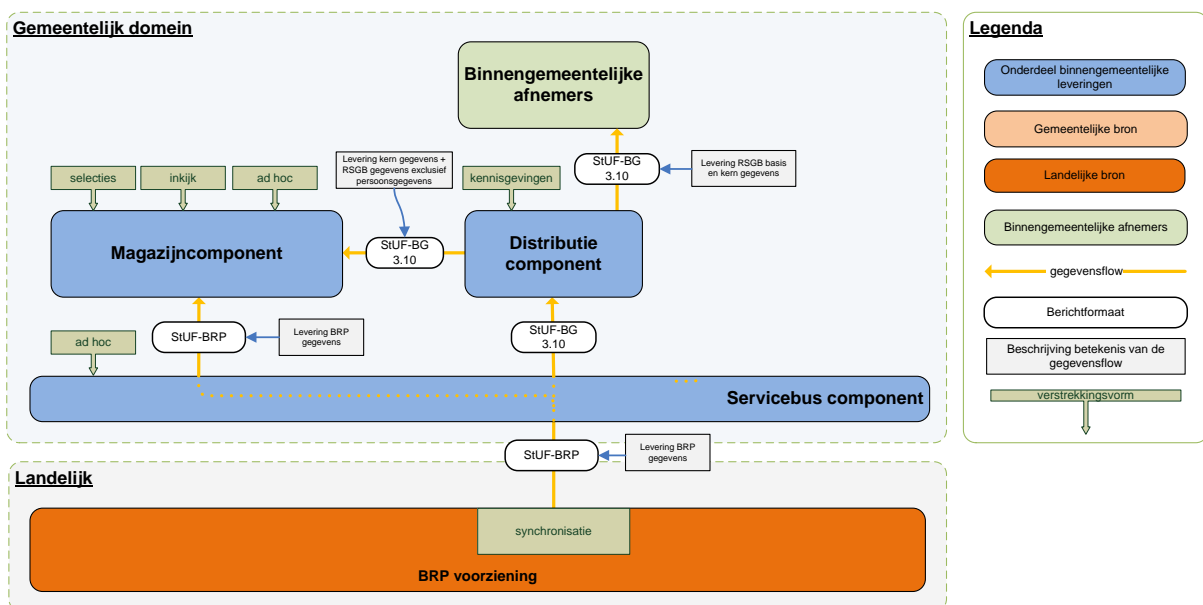 Gemeentelijk domein
Binnengemeentelijke
afnemers
selecties
inkijk
ad hoc
Levering kern gegevens +
RSGB gegevens exclusief
persoonsgegevens
kennisgevingen
StUF-BG
3.10
Levering RSGB basis
en kern gegevens
Magazijncomponent
StUF-BG
3.10
Distributie
component
ad hoc
StUF-BRP
Levering BRP
gegevens
StUF-BG
3.10
Servicebus component
StUF-BRP
Levering BRP
gegevens
Landelijk
synchronisatie
BRP voorziening
Legenda
Onderdeel binnengemeentelijke
leveringen
Gemeentelijke bron
Landelijke bron
Binnengemeentelijke afnemers
gegevensflow
Berichtformaat
Beschrijving betekenis van de
gegevensflow
verstrekkingsvorm